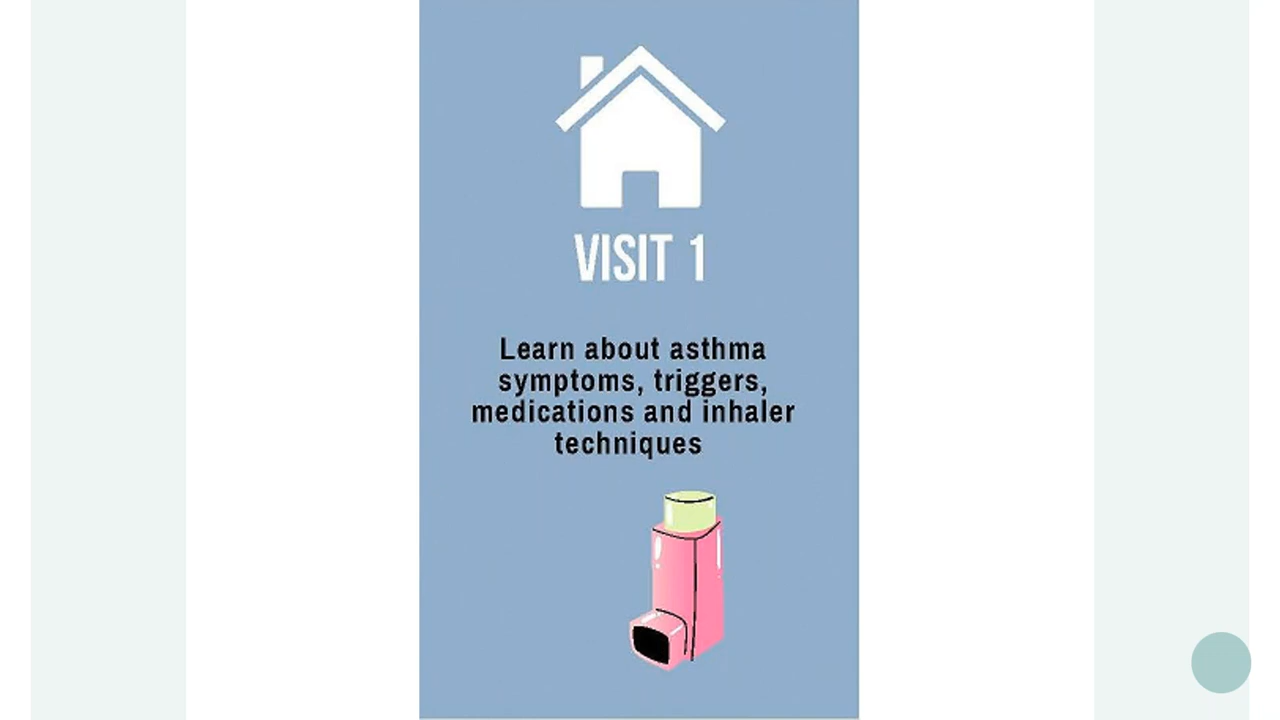 VISIT 1
Learn about asthma
symptoms, triggers,
medications and inhaler
techniques